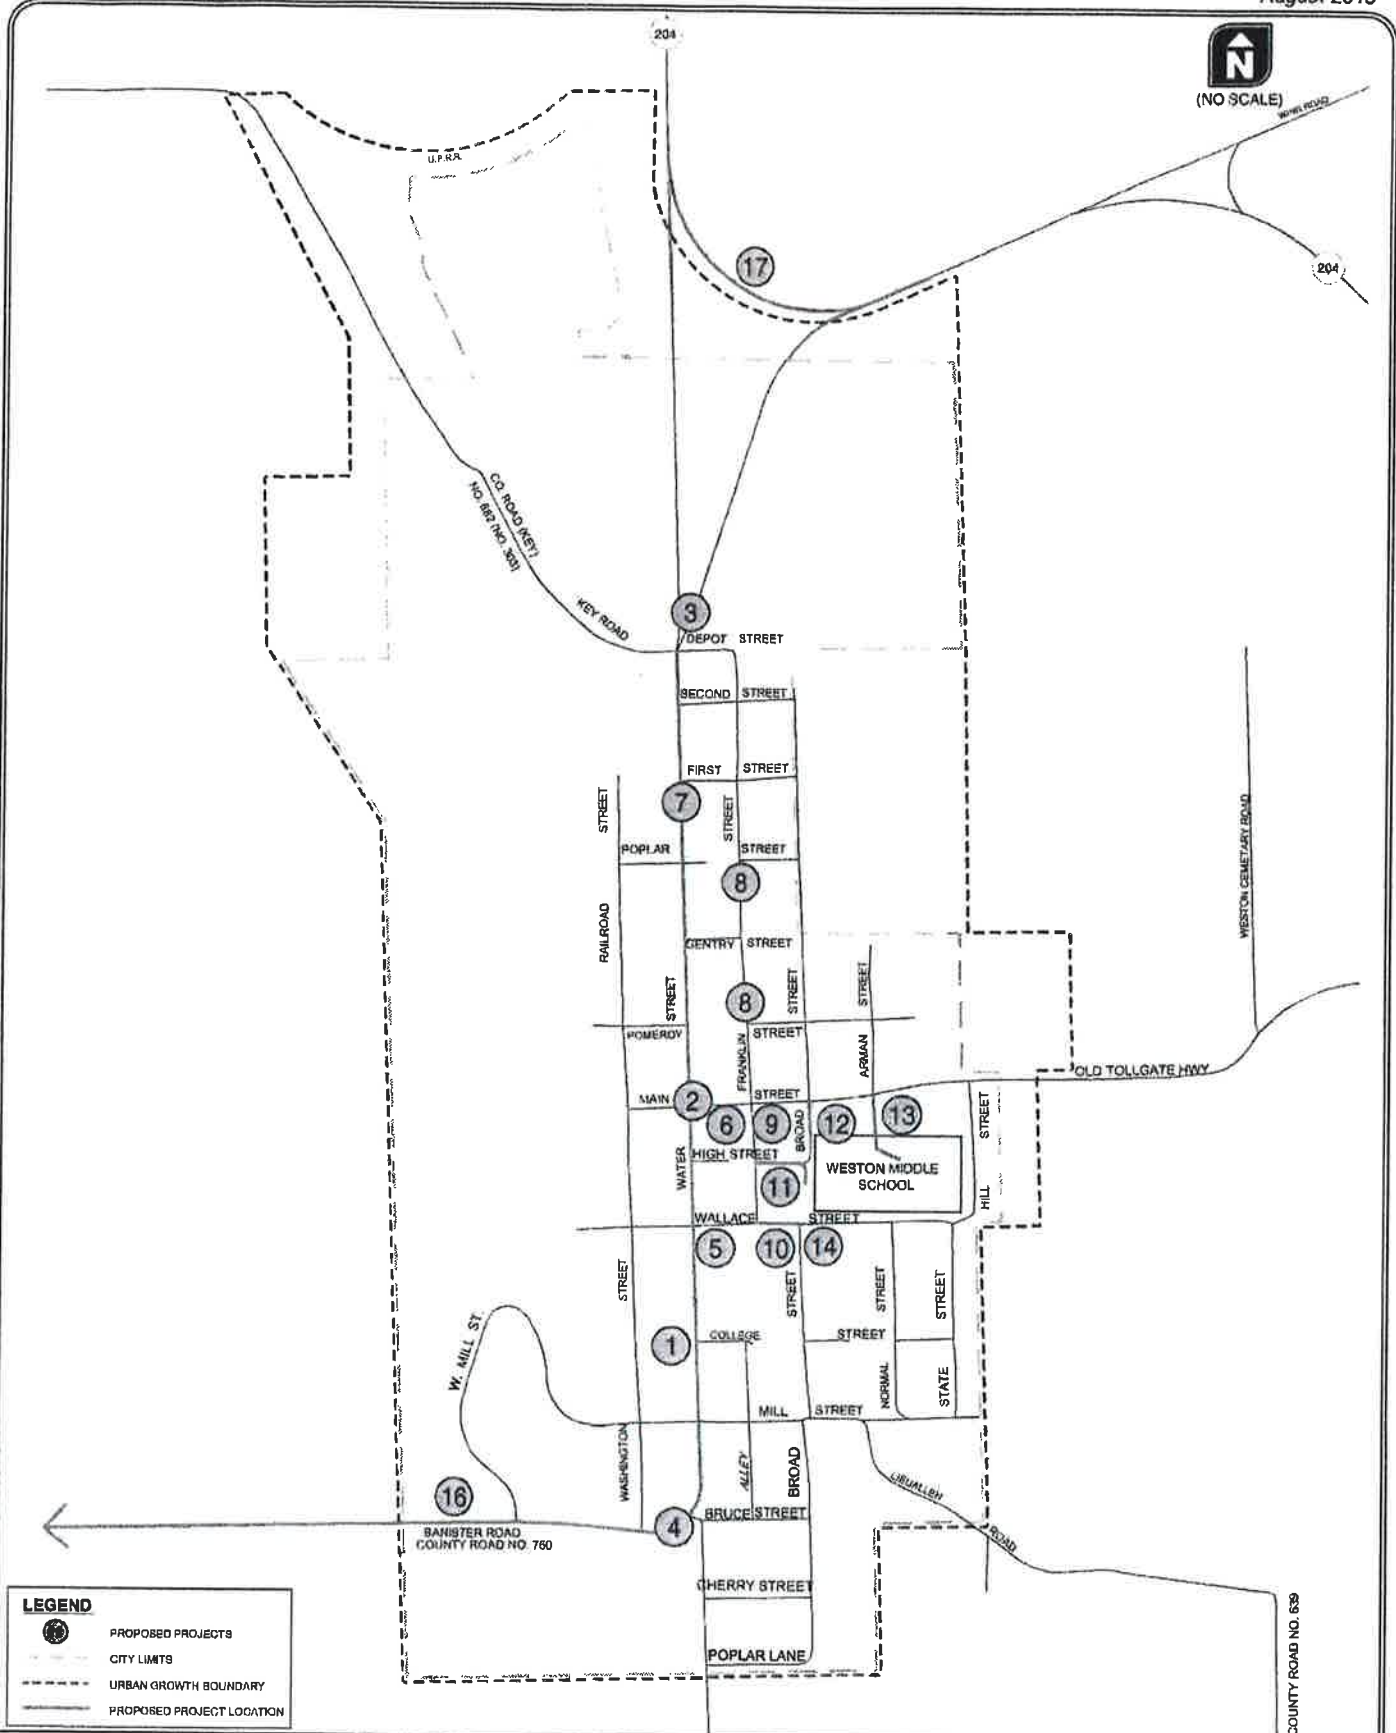 204
N
(NO SCALE)
U.P.R.R.
17
204
CO. ROAD (KEY)
NO. 682 (NO. 303)
KEY ROAD
3
DEPOT STREET
SECOND STREET
FIRST STREET
7
STREET
STREET
POPLAR STREET
8
RAILROAD
GENTRY STREET
WESTON CEMETARY ROAD
STREET
STREET
STREET
8
POMEROY STREET
FRANKLIN
ARMAN
OLD TOLLGATE HWY
MAIN STREET
2
6
9
BROAD
12
13
STREET
HIGH STREET
WATER
WESTON MIDDLE
SCHOOL
11
HILL
WALLACE STREET
5
10
14
STREET
STREET
STREET
STREET
W. MILL ST.
1
COLLEGE STREET
NORMAL
STATE
MILL STREET
WASHINGTON
ALLEY
BROAD
LIEUALLEN
ROAD
16
4
BRUCE STREET
BANISTER ROAD
COUNTY ROAD NO. 760
CHERRY STREET
POPLAR LANE
COUNTY ROAD NO. 639
LEGEND
PROPOSED PROJECTS
CITY LIMITS
URBAN GROWTH BOUNDARY
PROPOSED PROJECT LOCATION